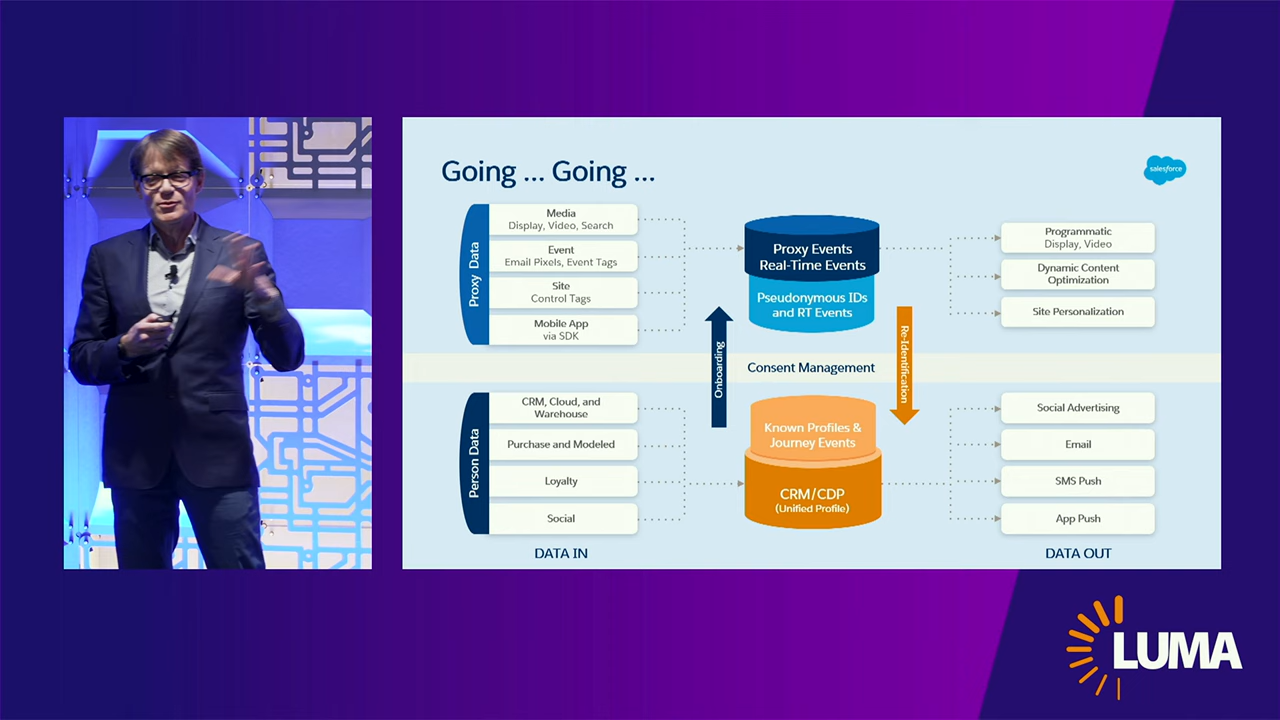 Going ... Going ...
salesforce
Proxy Data
Media
Display, Video, Search
Event
Email Pixels, Event Tags
Site
Control Tags
Mobile App
via SDK
Proxy Events
Real-Time Events
Pseudonymous IDs
and RT Events
Programmatic
Display, Video
Dynamic Content
Optimization
Site Personalization
Onboarding
Consent Management
Re-Identification
Person Data
CRM, Cloud, and
Warehouse
Purchase and Modeled
Loyalty
Social
Known Profiles &
Journey Events
CRM/CDP
(Unified Profile)
Social Advertising
Email
SMS Push
App Push
DATA IN
DATA OUT
LUMA